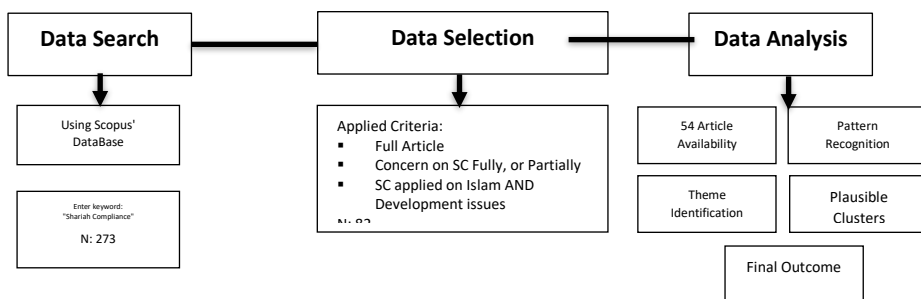 Data Search
Data Selection
Data Analysis
Using Scopus'
DataBase
Enter keyword:
"Shariah Compliance"
N: 273
Applied Criteria:
▪ Full Article
▪ Concern on SC Fully, or Partially
▪ SC applied on Islam AND
Development issues
N: 82
54 Article
Availability
Pattern
Recognition
Theme
Identification
Plausible
Clusters
Final Outcome